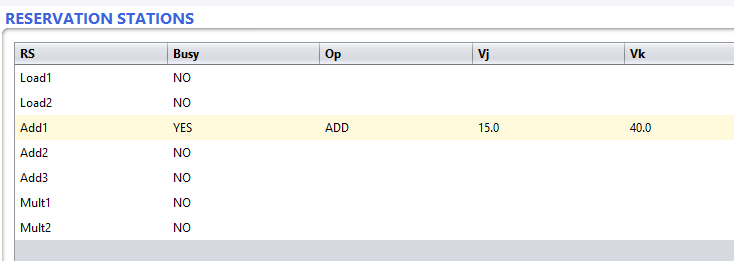 RESERVATION STATIONS
RS Busy Op Vj Vk
Load1 NO
Load2 NO
Add1 YES ADD 15.0 40.0
Add2 NO
Add3 NO
Mult1 NO
Mult2 NO